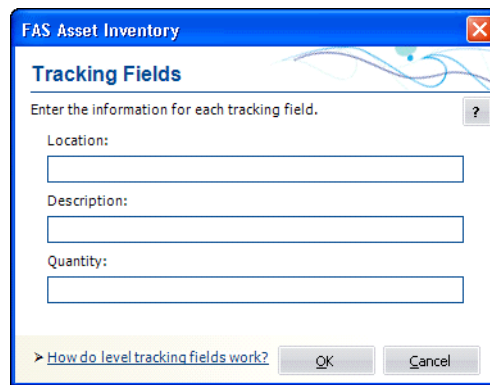 FAS Asset Inventory
Tracking Fields
Enter the information for each tracking field.
?
Location:
Description:
Quantity:
➤ How do level tracking fields work?
OK
Cancel